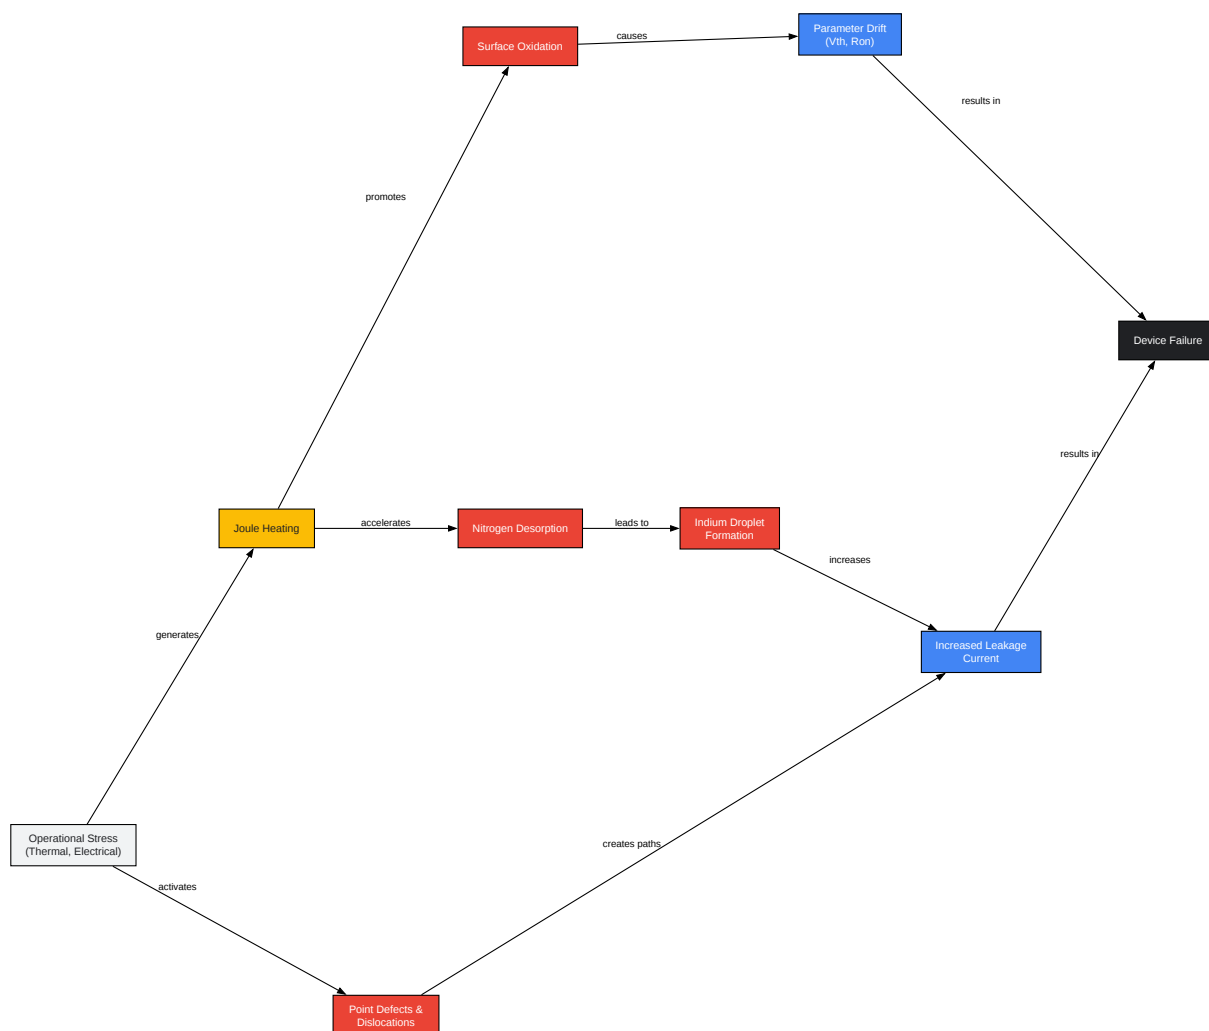 Surface Oxidation
causes
Parameter Drift
(Vth, Ron)
results in
promotes
Device Failure
results in
Joule Heating
accelerates
Nitrogen Desorption
leads to
Indium Droplet
Formation
increases
generates
Increased Leakage
Current
Operational Stress
(Thermal, Electrical)
creates paths
activates
Point Defects &
Dislocations